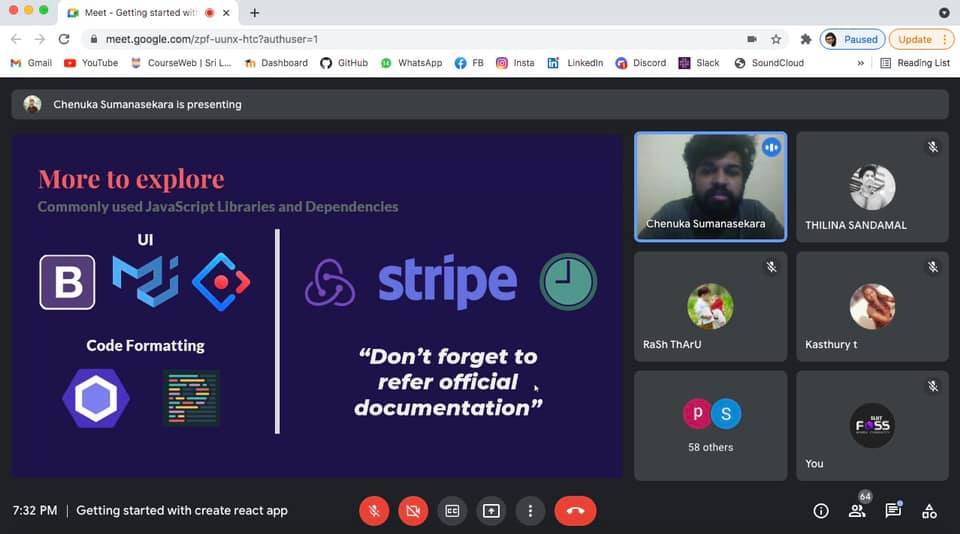 Meet - Getting started with
meet.google.com/zpf-uunx-htc?authuser=1
Paused
Update
Gmail
YouTube
CourseWeb | Sri L...
Dashboard
GitHub
WhatsApp
FB
Insta
LinkedIn
Discord
Slack
SoundCloud
»
Reading List
Chenuka Sumanasekara is presenting
More to explore
Commonly used JavaScript Libraries and Dependencies
UI
B
stripe
Code Formatting
“Don’t forget to
refer official
documentation”
Chenuka Sumanasekara
THILINA SANDAMAL
RaSh ThArU
Kasthury t
P
S
58 others
SLIIT
FOSS
You
7:32 PM | Getting started with create react app
CC
64